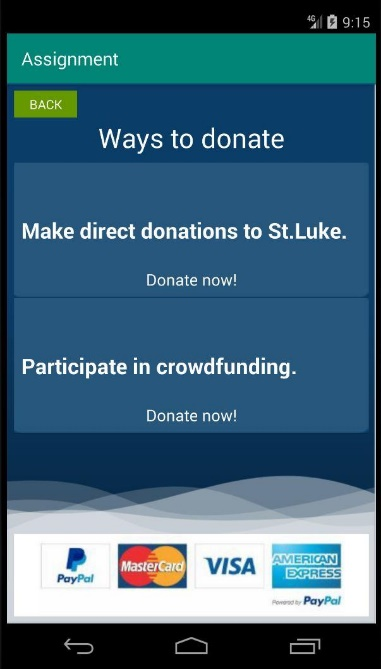 4G 9:15
Assignment
BACK
Ways to donate
Make direct donations to St.Luke.
Donate now!
Participate in crowdfunding.
Donate now!
PayPal MasterCard VISA AMERICAN EXPRESS
Powered by PayPal